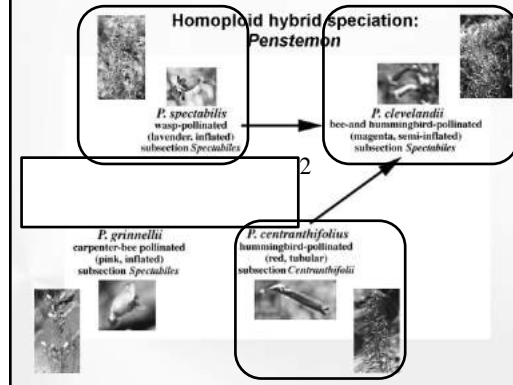 Homoploid hybrid speciation:
Penstemon
P. spectabilis
wasp-pollinated
(lavender, inflated)
subsection Spectabiles
P. clevelandii
bee-and hummingbird-pollinated
(magenta, semi-inflated)
subsection Spectabiles
2
P. grinnellii
carpenter-bee pollinated
(pink, inflated)
subsection Spectabiles
P. centranthifolius
hummingbird-pollinated
(red, tubular)
subsection Centranthifolii